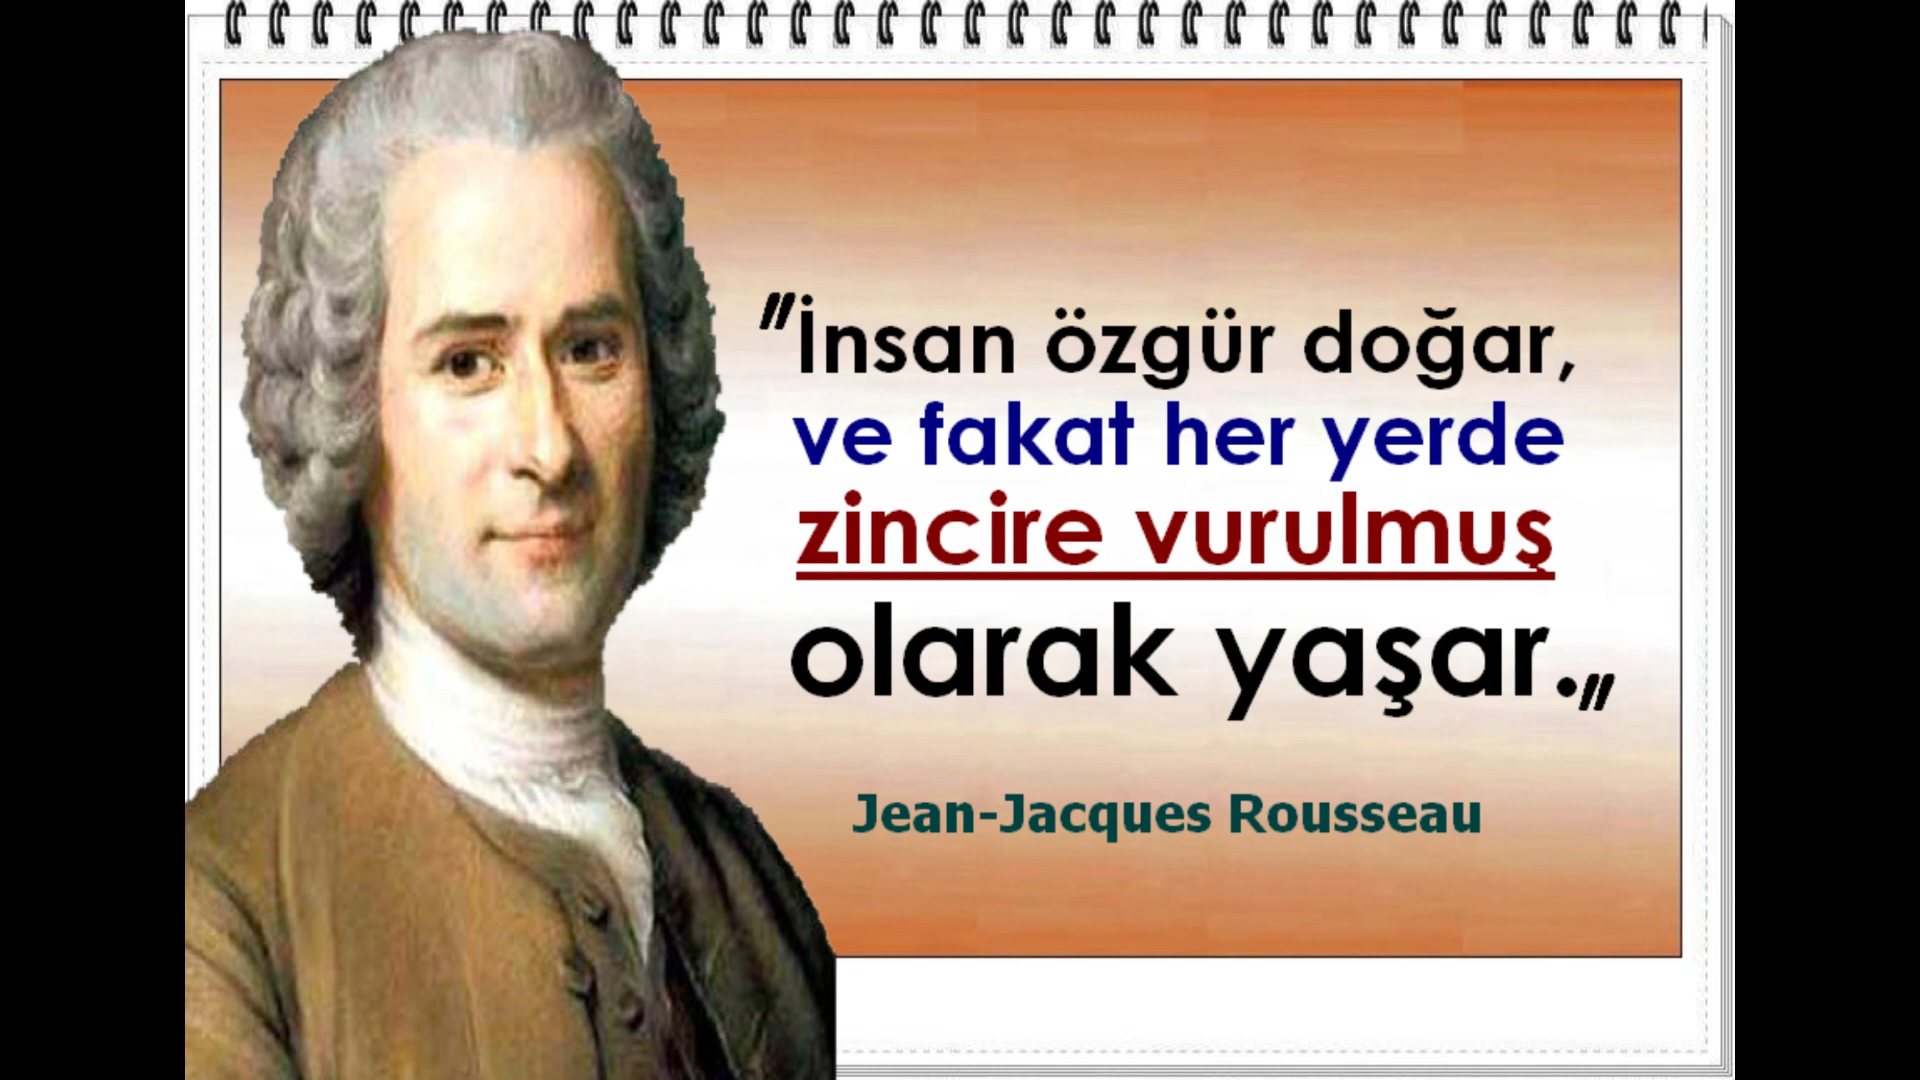 "İnsan özgür doğar,
ve fakat her yerde
zincire vurulmuş
olarak yaşar."
Jean-Jacques Rousseau